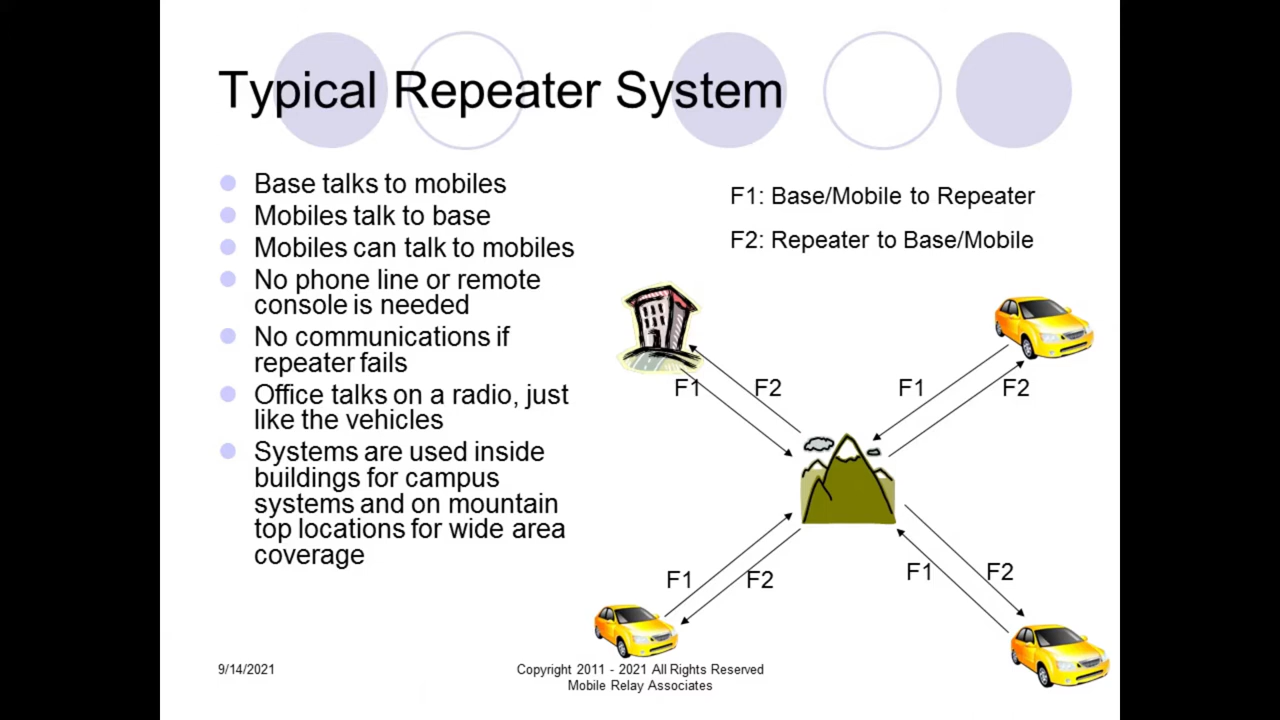 Typical Repeater System
Base talks to mobiles
Mobiles talk to base
Mobiles can talk to mobiles
No phone line or remote
console is needed
No communications if
repeater fails
Office talks on a radio, just
like the vehicles
Systems are used inside
buildings for campus
systems and on mountain
top locations for wide area
coverage
F1: Base/Mobile to Repeater
F2: Repeater to Base/Mobile
F1
F2
F1
F2
F1
F2
F1
F2
9/14/2021
Copyright 2011 - 2021 All Rights Reserved
Mobile Relay Associates